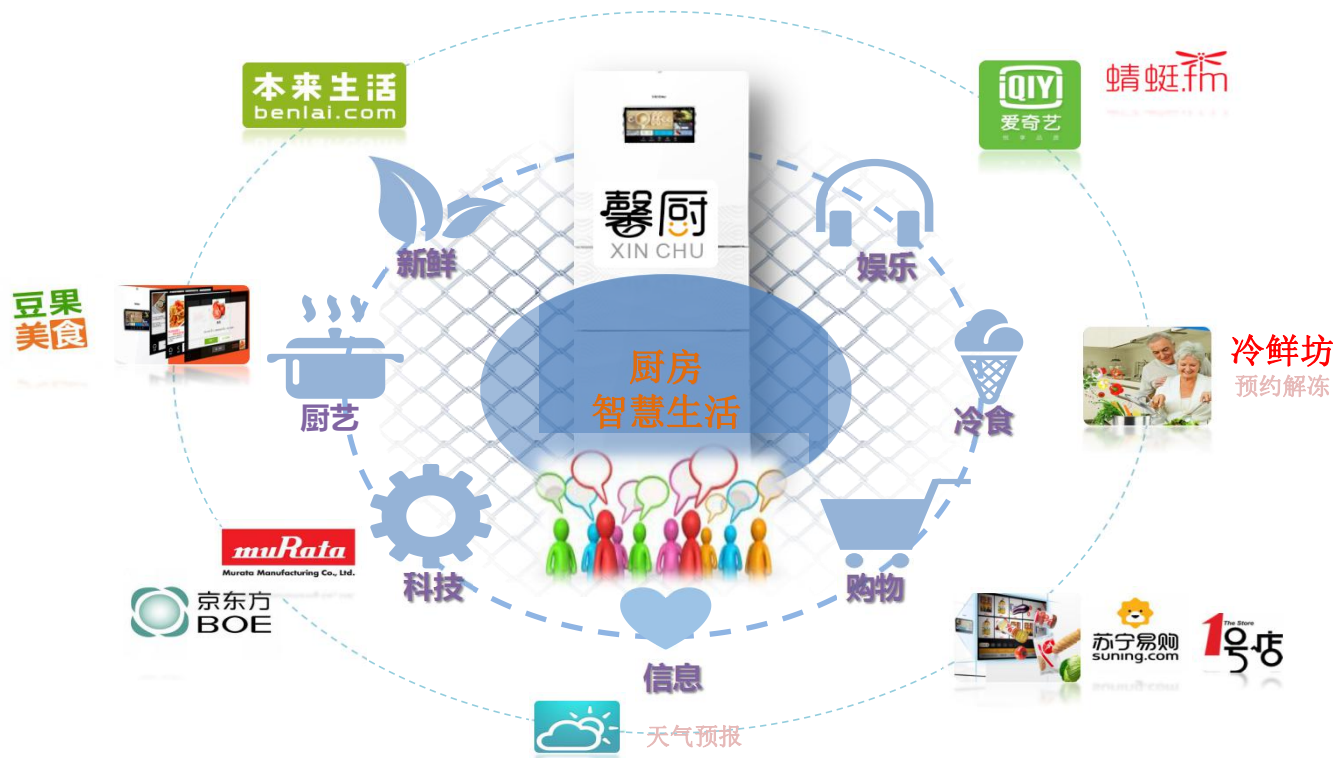 本来生活
benlai.com
iQIYI
爱奇艺
蜻蜓.fm
馨厨
XIN CHU
新鲜
娱乐
豆果
美食
厨艺
厨房
智慧生活
冷食
冷鲜坊
预约解冻
muRata
Murata Manufacturing Co., Ltd.
京东方
BOE
科技
购物
苏宁易购
suning.com
The Store
1号店
信息
天气预报